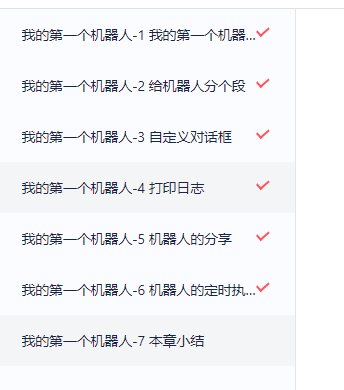 我的第一个机器人-1 我的第一个机器...
我的第一个机器人-2 给机器人分个段
我的第一个机器人-3 自定义对话框
我的第一个机器人-4 打印日志
我的第一个机器人-5 机器人的分享
我的第一个机器人-6 机器人的定时执...
我的第一个机器人-7 本章小结